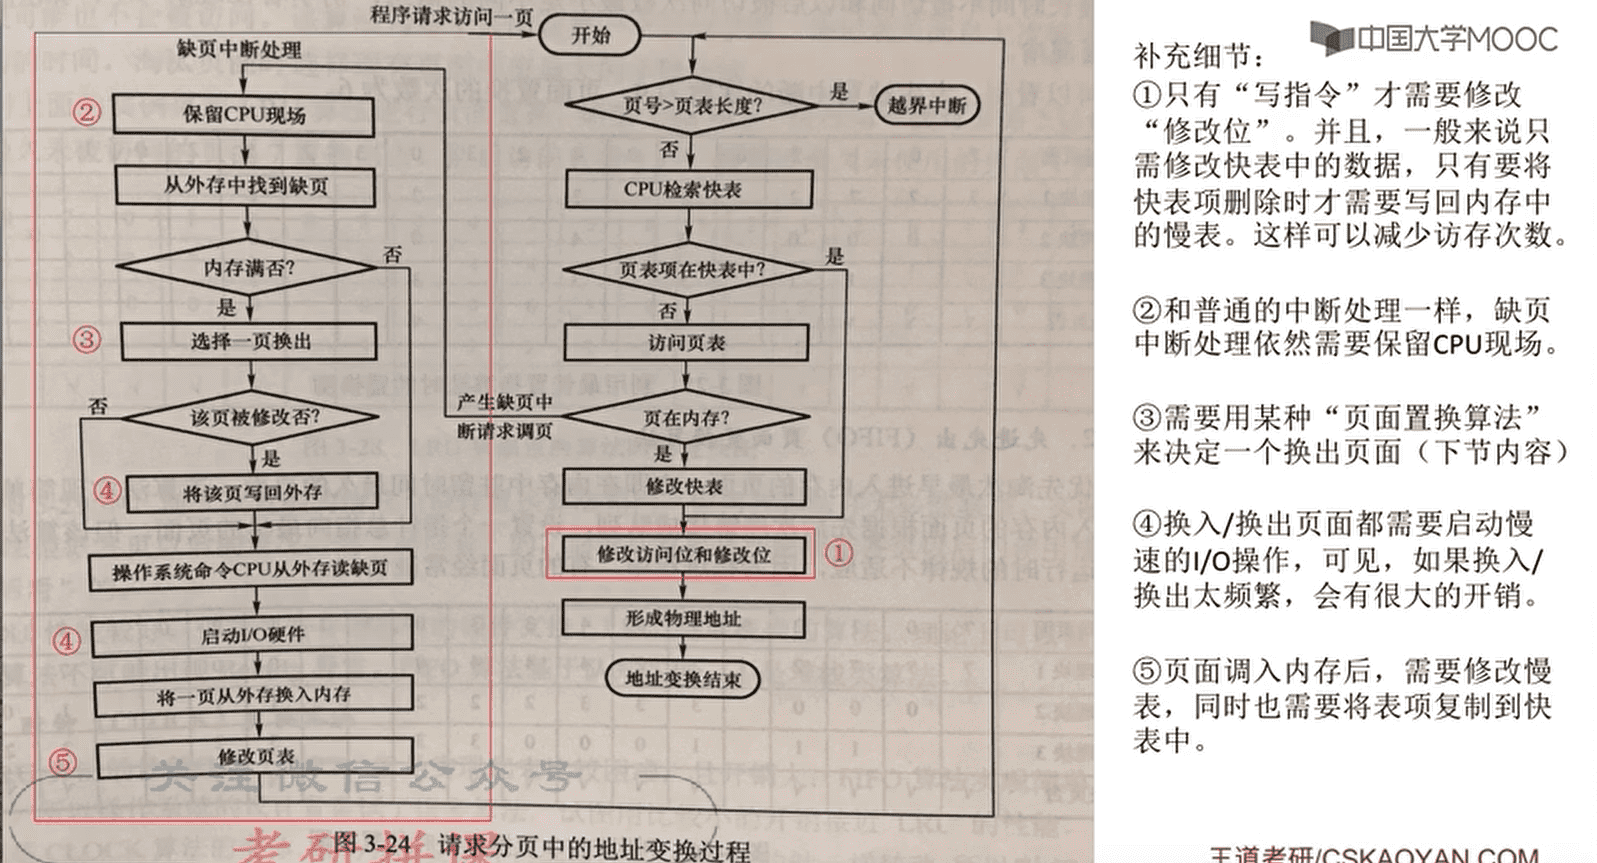 程序请求访问一页
开始
缺页中断处理
②
保留CPU现场
从外存中找到缺页
内存满否?
否
是
③
选择一页换出
该页被修改否?
否
是
④
将该页写回外存
操作系统命令CPU从外存读缺页
④
启动I/O硬件
将一页从外存换入内存
⑤
修改页表
页号>页表长度?
是
越界中断
否
CPU检索快表
页表项在快表中?
是
否
访问页表
页在内存?
产生缺页中
断请求调页
是
修改快表
修改访问位和修改位
①
形成物理地址
地址变换结束
关注微信公众号
图 3-24 请求分页中的地址变换过程
中国大学MOOC
补充细节：
①只有“写指令”才需要修改
“修改位”。并且，一般来说只
需修改快表中的数据，只有要将
快表项删除时才需要写回内存中
的慢表。这样可以减少访存次数。
②和普通的中断处理一样，缺页
中断处理依然需要保留CPU现场。
③需要用某种“页面置换算法”
来决定一个换出页面（下节内容）
④换入/换出页面都需要启动慢
速的I/O操作，可见，如果换入/
换出太频繁，会有很大的开销。
⑤页面调入内存后，需要修改慢
表，同时也需要将表项复制到快
表中。
王道考研/CSKAOYAN.COM